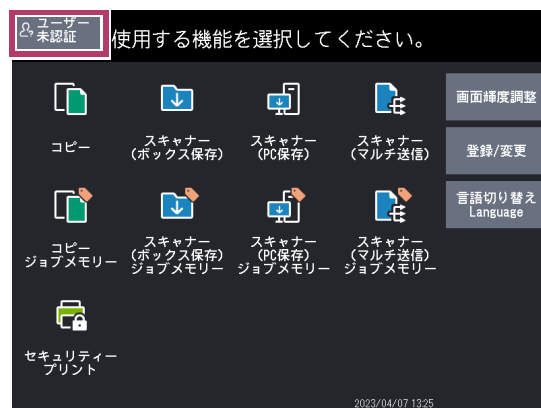 ユーザー
未認証
使用する機能を選択してください。
コピー
スキャナー
(ボックス保存)
スキャナー
(PC保存)
スキャナー
(マルチ送信)
画面輝度調整
登録/変更
言語切り替え
Language
コピー
ジョブメモリー
スキャナー
(ボックス保存)
ジョブメモリー
スキャナー
(PC保存)
ジョブメモリー
スキャナー
(マルチ送信)
ジョブメモリー
セキュリティー
プリント
2023/04/07 13:25